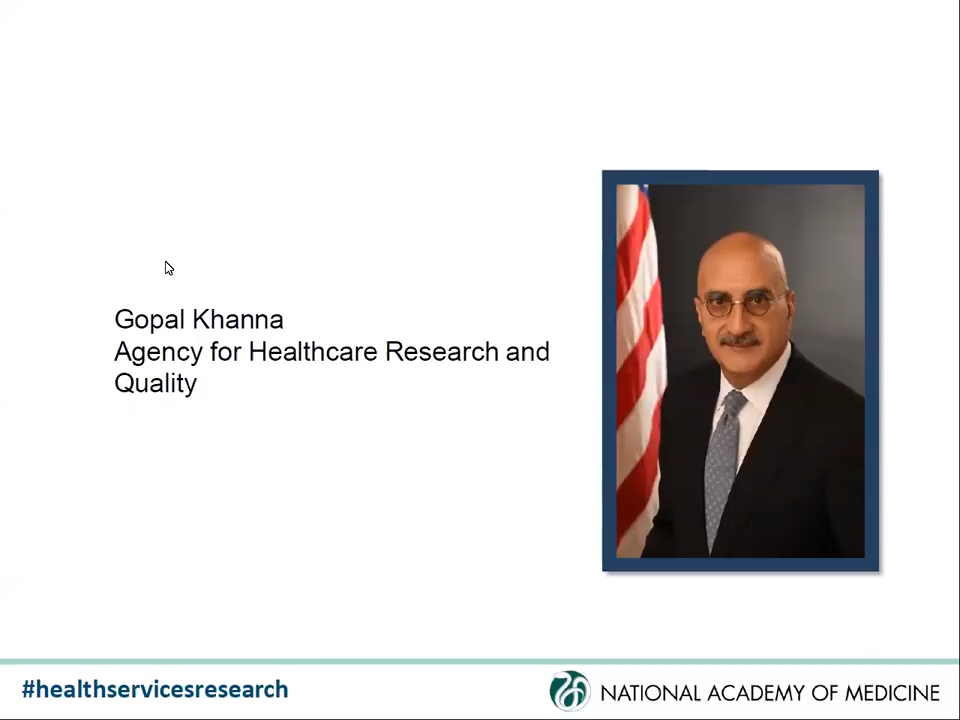 Gopal Khanna
Agency for Healthcare Research and
Quality
#healthservicesresearch
NATIONAL ACADEMY OF MEDICINE